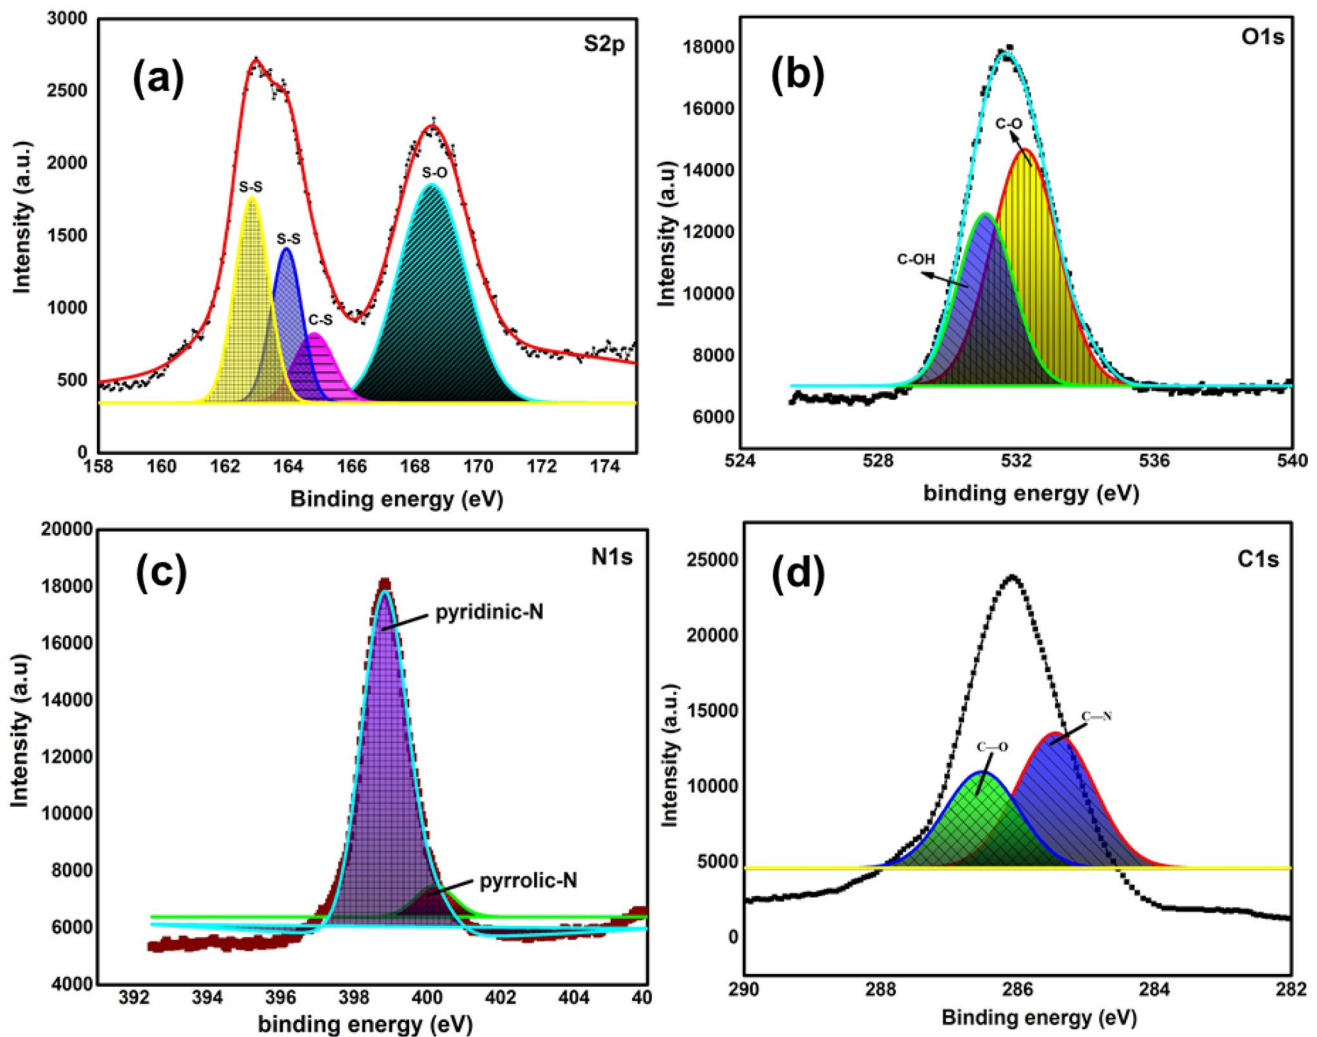 (a)
S2p
3000
2500
2000
1500
1000
500
0
Intensity (a.u.)
S-S
S-S
C-S
S-O
158 160 162 164 166 168 170 172 174
Binding energy (eV)
(b)
O1s
18000
16000
14000
12000
10000
8000
6000
Intensity (a.u)
C-O
C-OH
524 528 532 536 540
binding energy (eV)
(c)
N1s
20000
18000
16000
14000
12000
10000
8000
6000
4000
Intensity (a.u)
pyridinic-N
pyrrolic-N
392 394 396 398 400 402 404 40
binding energy (eV)
(d)
C1s
25000
20000
15000
10000
5000
0
Intensity (a.u.)
C—O
C—N
290 288 286 284 282
Binding energy (eV)